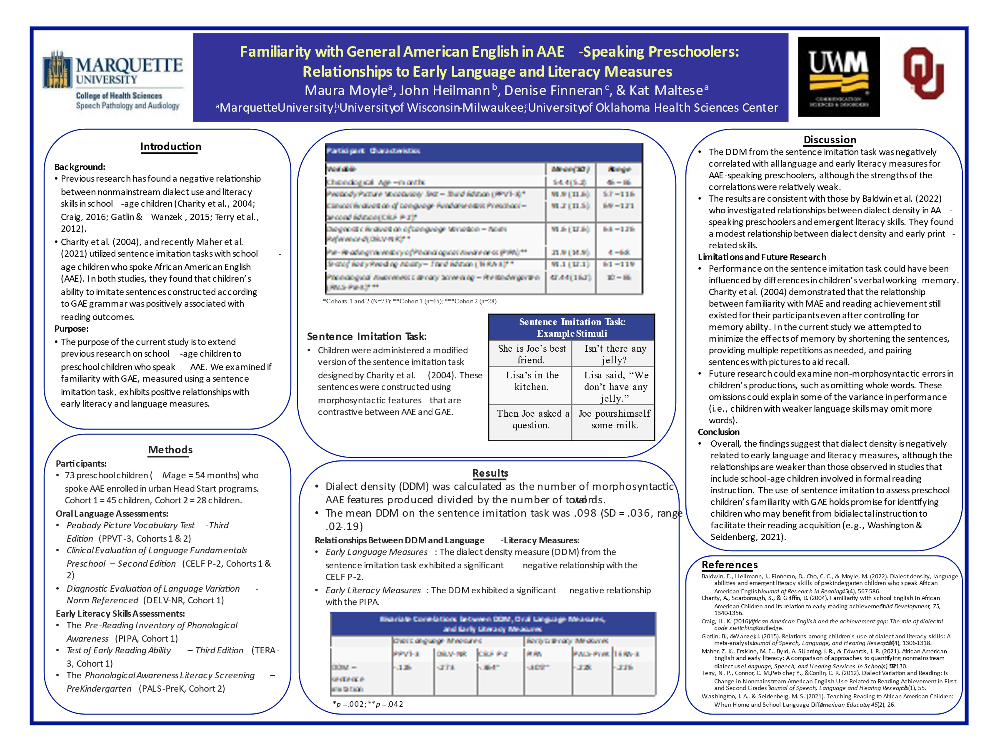 MARQUETTE
UNIVERSITY
College of Health Sciences
Speech Pathology and Audiology
Familiarity with General American English in AAE -Speaking Preschoolers:
Relationships to Early Language and Literacy Measures
Maura Moyle a, John Heilmann b, Denise Finneran c, & Kat Maltese a
a Marquette University; b University of Wisconsin-Milwaukee; c University of Oklahoma Health Sciences Center
UWM
COMMUNICATION
SCIENCES & DISORDERS
OU
Introduction
Background:
• Previous research has found a negative relationship
between nonmainstream dialect use and literacy
skills in school -age children (Charity et al., 2004;
Craig, 2016; Gatlin & Wanzek , 2015; Terry et al.,
2012).
• Charity et al. (2004), and recently Maher et al.
(2021) utilized sentence imitation tasks with school -
age children who spoke African American English
(AAE). In both studies, they found that children's
ability to imitate sentences constructed according
to GAE grammar was positively associated with
reading outcomes.
Purpose:
• The purpose of the current study is to extend
previous research on school -age children to
preschool children who speak AAE. We examined if
familiarity with GAE, measured using a sentence
imitation task, exhibits positive relationships with
early literacy and language measures.
Methods
Participants:
• 73 preschool children ( Mage = 54 months) who
spoke AAE enrolled in urban Head Start programs.
Cohort 1 = 45 children, Cohort 2 = 28 children.
Oral Language Assessments:
• Peabody Picture Vocabulary Test -Third
Edition (PPVT -3, Cohorts 1 & 2)
• Clinical Evaluation of Language Fundamentals
Preschool – Second Edition (CELF P-2, Cohorts 1 &
2)
• Diagnostic Evaluation of Language Variation -
Norm Referenced (DELV-NR, Cohort 1)
Early Literacy Skills Assessments:
• The Pre-Reading Inventory of Phonological
Awareness (PIPA, Cohort 1)
• Test of Early Reading Ability – Third Edition (TERA-
3, Cohort 1)
• The Phonological Awareness Literacy Screening –
PreKindergarten (PALS-PreK, Cohort 2)
Participant Characteristics
Variable Mean (SD) Range
Chronological Age – months 54.4 (5.2)
Peabody Picture Vocabulary Test – Third Edition (PPVT-3)*
Clinical Evaluation of Language Fundamentals Preschool –
Second Edition (CELF P-2)*
Diagnostic Evaluation of Language Variation – Norm
Referenced (DELV-NR)**
Pre-Reading Inventory of Phonological Awareness (PIPA)**
Test of Early Reading Ability – Third Edition (TERA-3)**
Phonological Awareness Literacy Screening – PreKindergarten
(PALS-PreK)***
*Cohorts 1 and 2 (N=73); **Cohort 1 (n=45); ***Cohort 2 (n=28)
Sentence Imitation Task:
• Children were administered a modified
version of the sentence imitation task
designed by Charity et al. (2004). These
sentences were constructed using
morphosyntactic features that are
contrastive between AAE and GAE.
Sentence Imitation Task:
Example Stimuli
She is Joe's best
friend.
Isn't there any
jelly?
Lisa's in the
kitchen.
Lisa said, "We
don't have any
jelly."
Then Joe asked a
question.
Joe pours himself
some milk.
Results
• Dialect density (DDM) was calculated as the number of morphosyntactic
AAE features produced divided by the number of total words.
• The mean DDM on the sentence imitation task was .098 (SD = .036, range
.02-.19)
Relationships Between DDM and Language -Literacy Measures:
• Early Language Measures : The dialect density measure (DDM) from the
sentence imitation task exhibited a significant negative relationship with the
CELF P-2.
• Early Literacy Measures : The DDM exhibited a significant negative relationship
with the PIPA.
Bivariate Correlations between DDM, Oral Language Measures,
and Early Literacy Measures
Oral Language Measures Early Literacy Measures
PPVT-3 DELV-NR CELF P-2 PIPA PALS-PreK TERA-3
DDM –
sentence
imitation
*p =.002; **p =.042
Discussion
• The DDM from the sentence imitation task was negatively
correlated with all language and early literacy measures for
AAE-speaking preschoolers, although the strengths of the
correlations were relatively weak.
• The results are consistent with those by Baldwin et al. (2022)
who investigated relationships between dialect density in AA -
speaking preschoolers and emergent literacy skills. They found
a modest relationship between dialect density and early print -
related skills.
Limitations and Future Research
• Performance on the sentence imitation task could have been
influenced by differences in children's verbal working memory.
Charity et al. (2004) demonstrated that the relationship
between familiarity with MAE and reading achievement still
existed for their participants even after controlling for
memory ability. In the current study we attempted to
minimize the effects of memory by shortening the sentences,
providing multiple repetitions as needed, and pairing
sentences with pictures to aid recall.
• Future research could examine non-morphosyntactic errors in
children's productions, such as omitting whole words. These
omissions could explain some of the variance in performance
(i.e., children with weaker language skills may omit more
words).
Conclusion
• Overall, the findings suggest that dialect density is negatively
related to early language and literacy measures, although the
relationships are weaker than those observed in studies that
include school-age children involved in formal reading
instruction. The use of sentence imitation to assess preschool
children's familiarity with GAE holds promise for identifying
children who may benefit from bidialectal instruction to
facilitate their reading acquisition (e.g., Washington &
Seidenberg, 2021).
References
Baldwin, E., Heilmann, J., Finneran, D., Cho, C. C., & Moyle, M. (2022). Dialect density, language
abilities and emergent literacy skills of prekindergarten children who speak African
American English. Journal of Research in Reading, 45(4), 567-586.
Charity, A., Scarborough, S., & Griffin, D. (2004). Familiarity with school English in African
American Children and its relation to early reading achievement. Child Development, 75,
1340-1356.
Craig, H. K. (2016). African American English and the achievement gap: The role of dialectal
code switching. Routledge.
Gatlin, B., & Wanzek, J. (2015). Relations among children's use of dialect and literacy skills: A
meta-analysis. Journal of Speech, Language, and Hearing Research, 58(4), 1306-1318.
Maher, Z. K., Erskine, M. E., Byrd, A. S., Harring, J. R., & Edwards, J. R. (2021). African American
English and early literacy: A comparison of approaches to quantifying nonmainstream
dialect use. Language, Speech, and Hearing Services in Schools, 52, 118-130.
Terry, N. P., Connor, C. M., Petscher, Y., & Conlin, C. R. (2012). Dialect Variation and Reading: Is
Change in Nonmainstream American English Use Related to Reading Achievement in First
and Second Grades? Journal of Speech, Language and Hearing Research, 55(1), 55.
Washington, J. A., & Seidenberg, M. S. (2021). Teaching Reading to African American Children:
When Home and School Language Differ. American Educator, 45(2), 26.